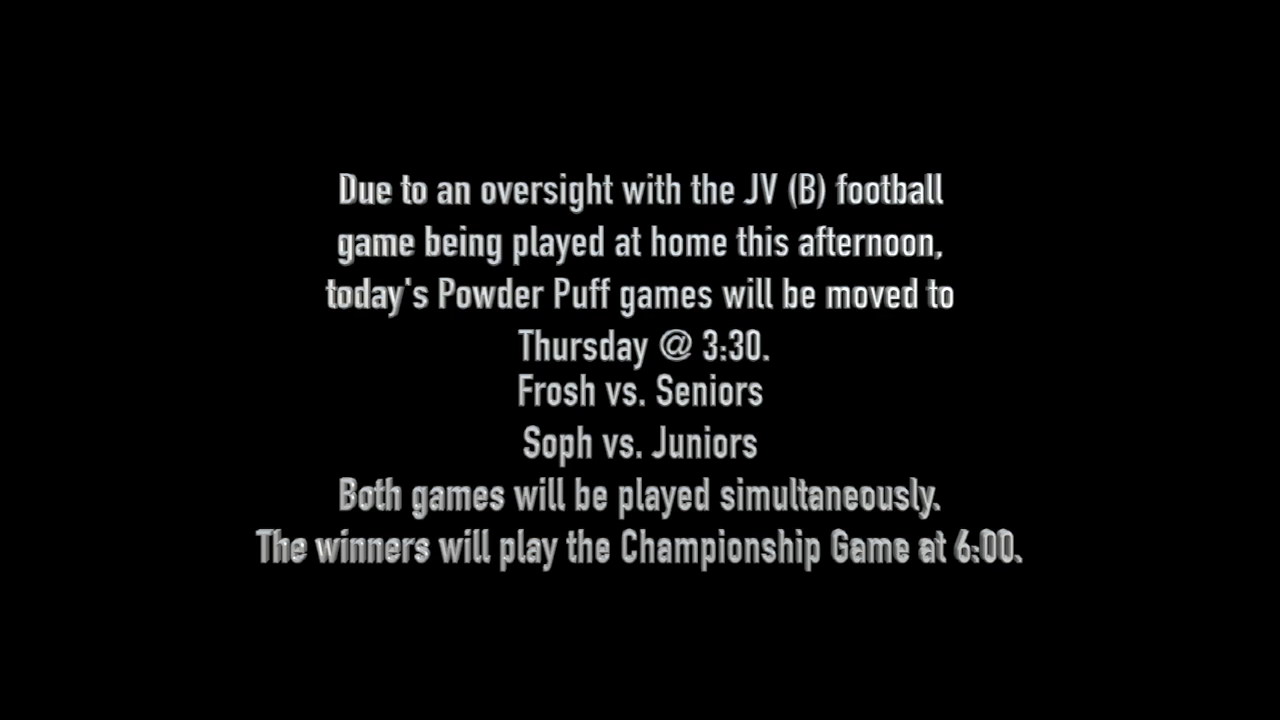 Due to an oversight with the JV (B) football
game being played at home this afternoon,
today's Powder Puff games will be moved to
Thursday @ 3:30.
Frosh vs. Seniors
Soph vs. Juniors
Both games will be played simultaneously.
The winners will play the Championship Game at 6:00.